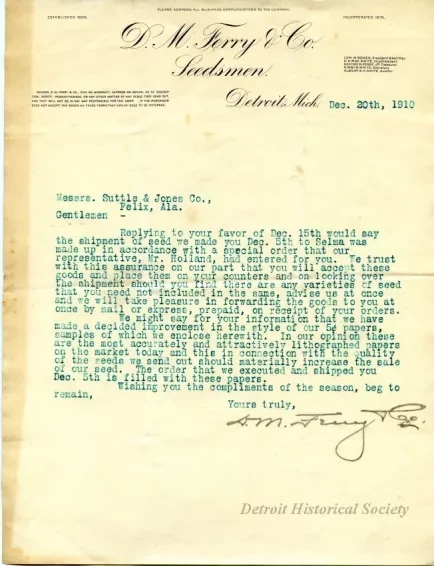 PLEASE ADDRESS ALL BUSINESS COMMUNICATIONS TO THE COMPANY.
ESTABLISHED 1856.
INCORPORATED 1879.
D. M. Ferry & Co.
Seedsmen.
Detroit, Mich. Dec. 20th, 1910
Messrs. Suttle & Jones Co.,
Felix, Ala.
Gentlemen -
Replying to your favor of Dec. 15th would say
the shipment of seed we made you Dec. 5th to Selma was
made up in accordance with a special order that our
representative, Mr. Holland, had entered for you. We trust
with this assurance on our part that you will accept these
goods and place them on your counters and on looking over
the shipment should you find there are any varieties of seed
that you need not included in the same, advise us at once
and we will take pleasure in forwarding the goods to you at
once by mail or express, prepaid, on receipt of your orders.
We might say for your information that we have
made a decided improvement in the style of our 5¢ papers,
samples of which we enclose herewith. In our opinion these
are the most accurately and attractively lithographed papers
on the market today and this in connection with the quality
of the seeds we send out should materially increase the sale
of our seed. The order that we executed and shipped you
Dec. 5th is filled with these papers.
Wishing you the compliments of the season, beg to
remain,
Yours truly,
D. M. Ferry & Co.
Detroit Historical Society